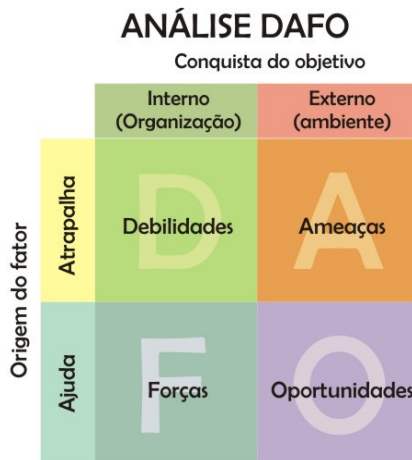 ANÁLISE DAFO
Conquista do objetivo
Interno
(Organização)
Externo
(ambiente)
Origem do fator
Atrapalha
D
Debilidades
A
Ameaças
Ajuda
F
Forças
O
Oportunidades